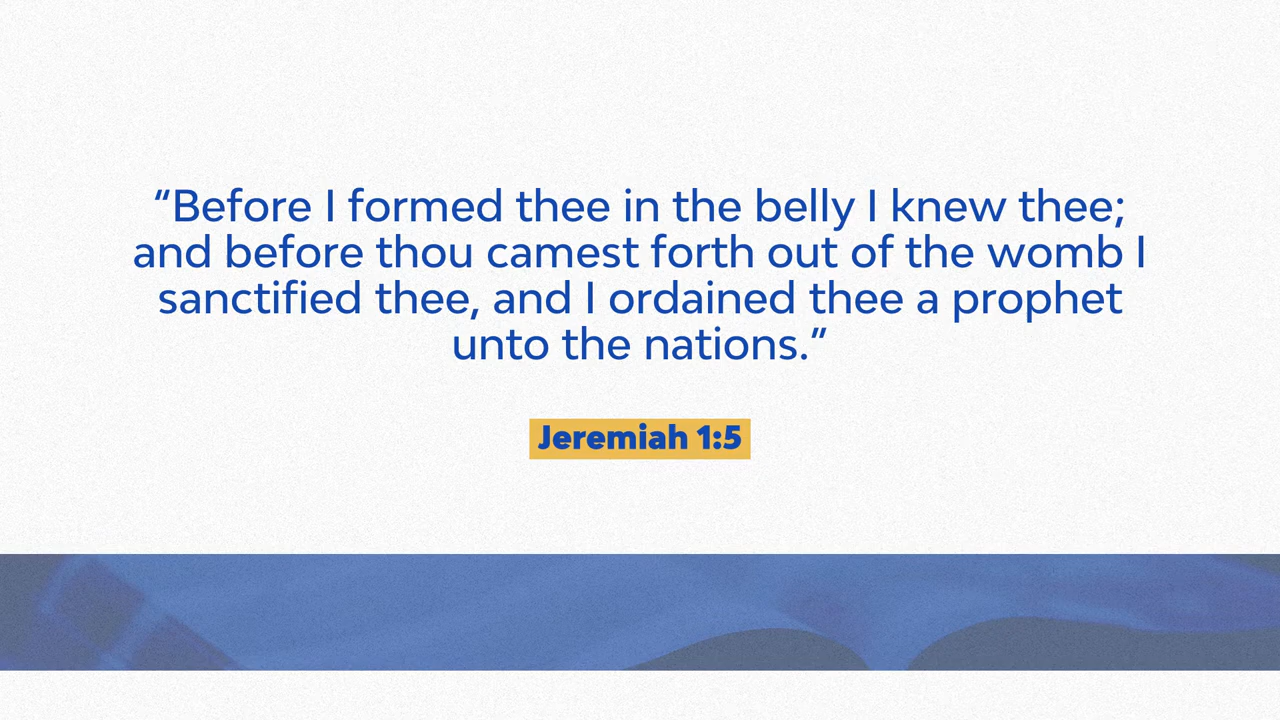 “Before I formed thee in the belly I knew thee;
and before thou camest forth out of the womb I
sanctified thee, and I ordained thee a prophet
unto the nations.”
Jeremiah 1:5